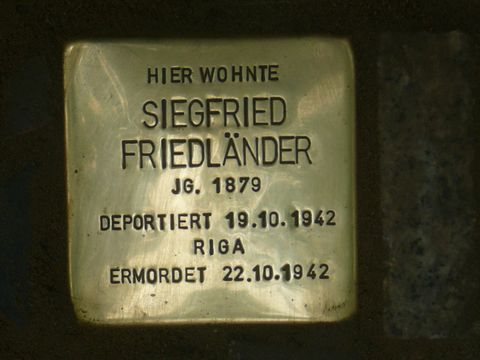 HIER WOHNTE
SIEGFRIED
FRIEDLÄNDER
JG. 1879
DEPORTIERT 19.10.1942
RIGA
ERMORDET 22.10.1942